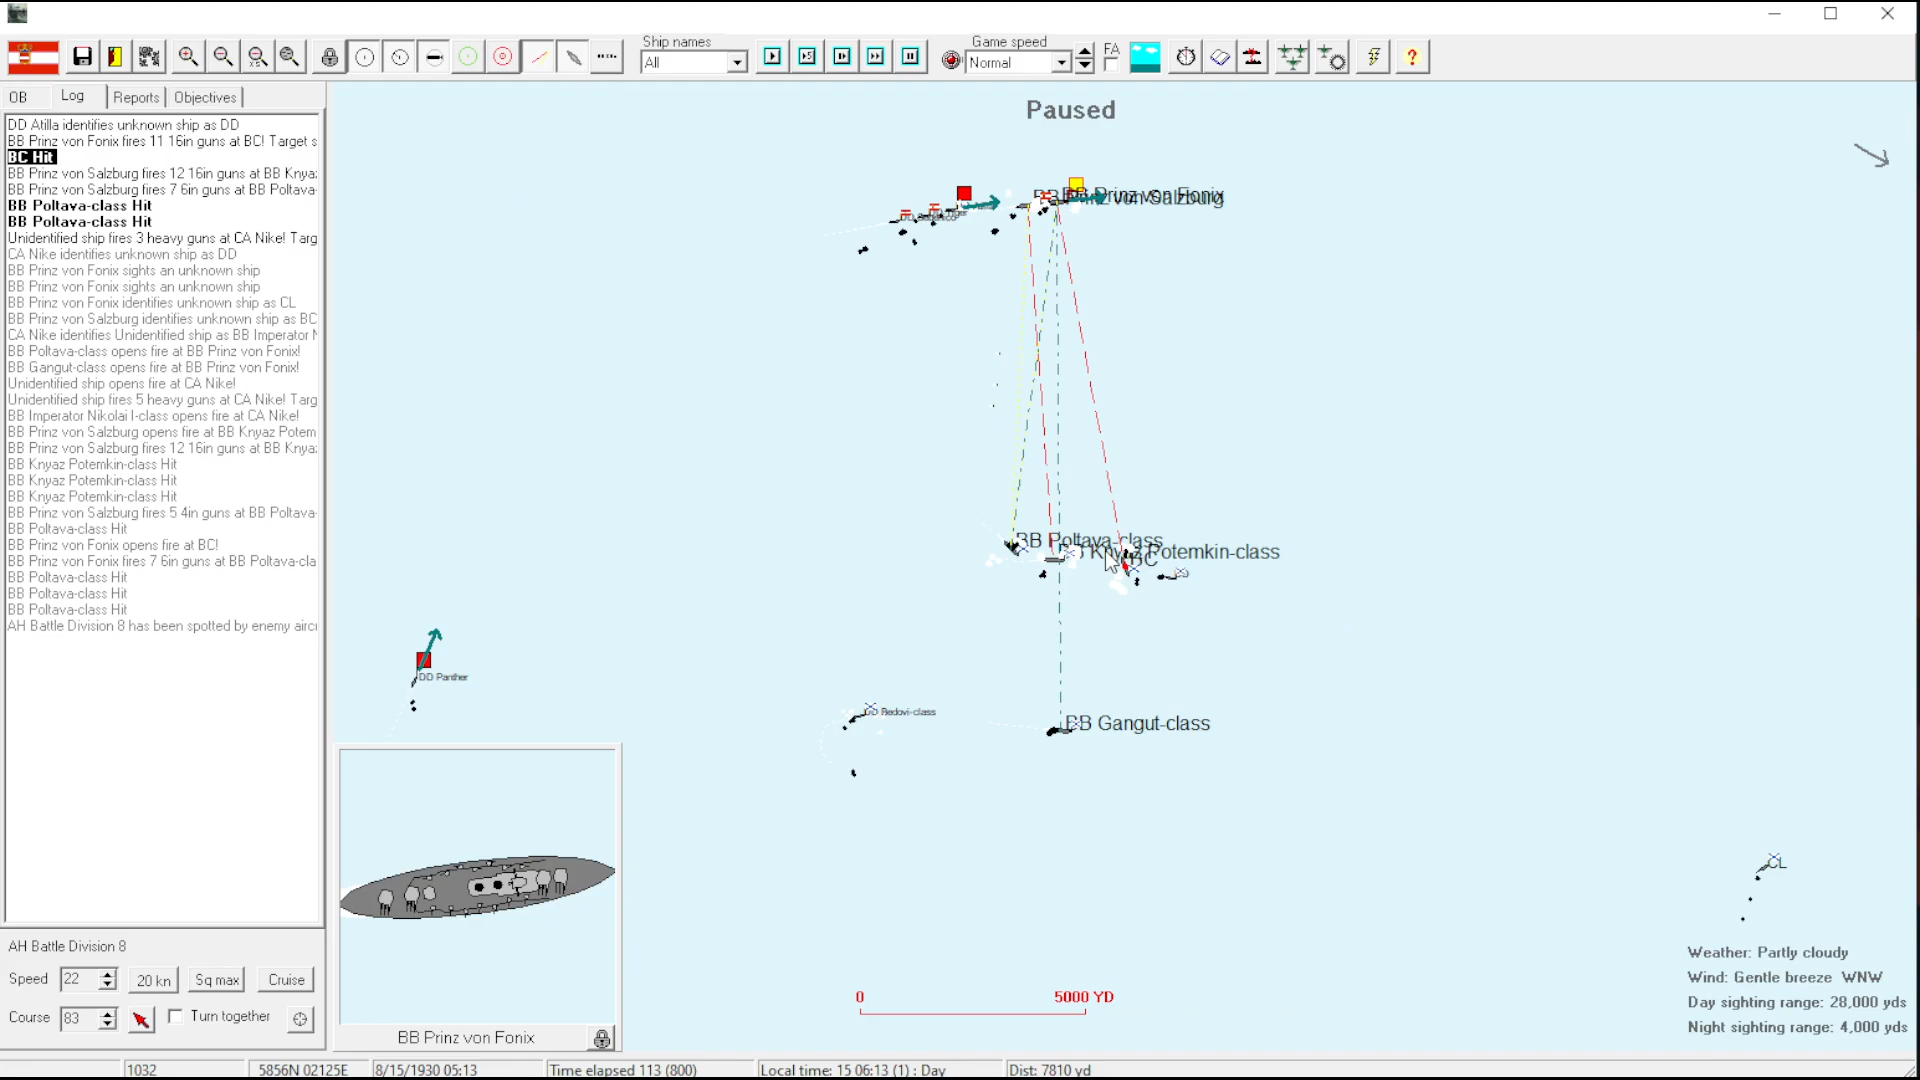 Ship names
All
Game speed
Normal
FA
OB
Log
Reports
Objectives
DD Atilla identifies unknown ship as DD
BB Prinz von Fonix fires 11 16in guns at BC! Target s
BC Hit
BB Prinz von Salzburg fires 12 16in guns at BB Knyaz
BB Prinz von Salzburg fires 7 6in guns at BB Poltava-
BB Poltava-class Hit
BB Poltava-class Hit
Unidentified ship fires 3 heavy guns at CA Nike! Targ
CA Nike identifies unknown ship as DD
BB Prinz von Fonix sights an unknown ship
BB Prinz von Fonix sights an unknown ship
BB Prinz von Fonix identifies unknown ship as CL
BB Prinz von Salzburg identifies unknown ship as BC
CA Nike identifies Unidentified ship as BB Imperator
BB Poltava-class opens fire at BB Prinz von Fonix!
BB Gangut-class opens fire at BB Prinz von Fonix!
Unidentified ship opens fire at CA Nike!
Unidentified ship fires 5 heavy guns at CA Nike! Targ
BB Imperator Nikolai I-class opens fire at CA Nike!
BB Prinz von Salzburg opens fire at BB Knyaz Potem
BB Prinz von Salzburg fires 12 16in guns at BB Knyaz
BB Knyaz Potemkin-class Hit
BB Knyaz Potemkin-class Hit
BB Knyaz Potemkin-class Hit
BB Prinz von Salzburg fires 5 4in guns at BB Poltava-
BB Poltava-class Hit
BB Prinz von Fonix opens fire at BC!
BB Prinz von Fonix fires 7 6in guns at BB Poltava-cla
BB Poltava-class Hit
BB Poltava-class Hit
BB Poltava-class Hit
AH Battle Division 8 has been spotted by enemy airc
Paused
BB Prinz von Fonix
Prinz von Salzburg
BB Poltava-class
Knyaz Potemkin-class
BC
DD Panther
DD Redovi-class
BB Gangut-class
CL
AH Battle Division 8
Speed 22 20 kn Sq max Cruise
Course 83 Turn together
BB Prinz von Fonix
0 5000 YD
Weather: Partly cloudy
Wind: Gentle breeze WNW
Day sighting range: 28,000 yds
Night sighting range: 4,000 yds
1032 5856N 02125E 8/15/1930 05:13 Time elapsed 113 (800) Local time: 15 06:13 (1) : Day Dist: 7810 yd